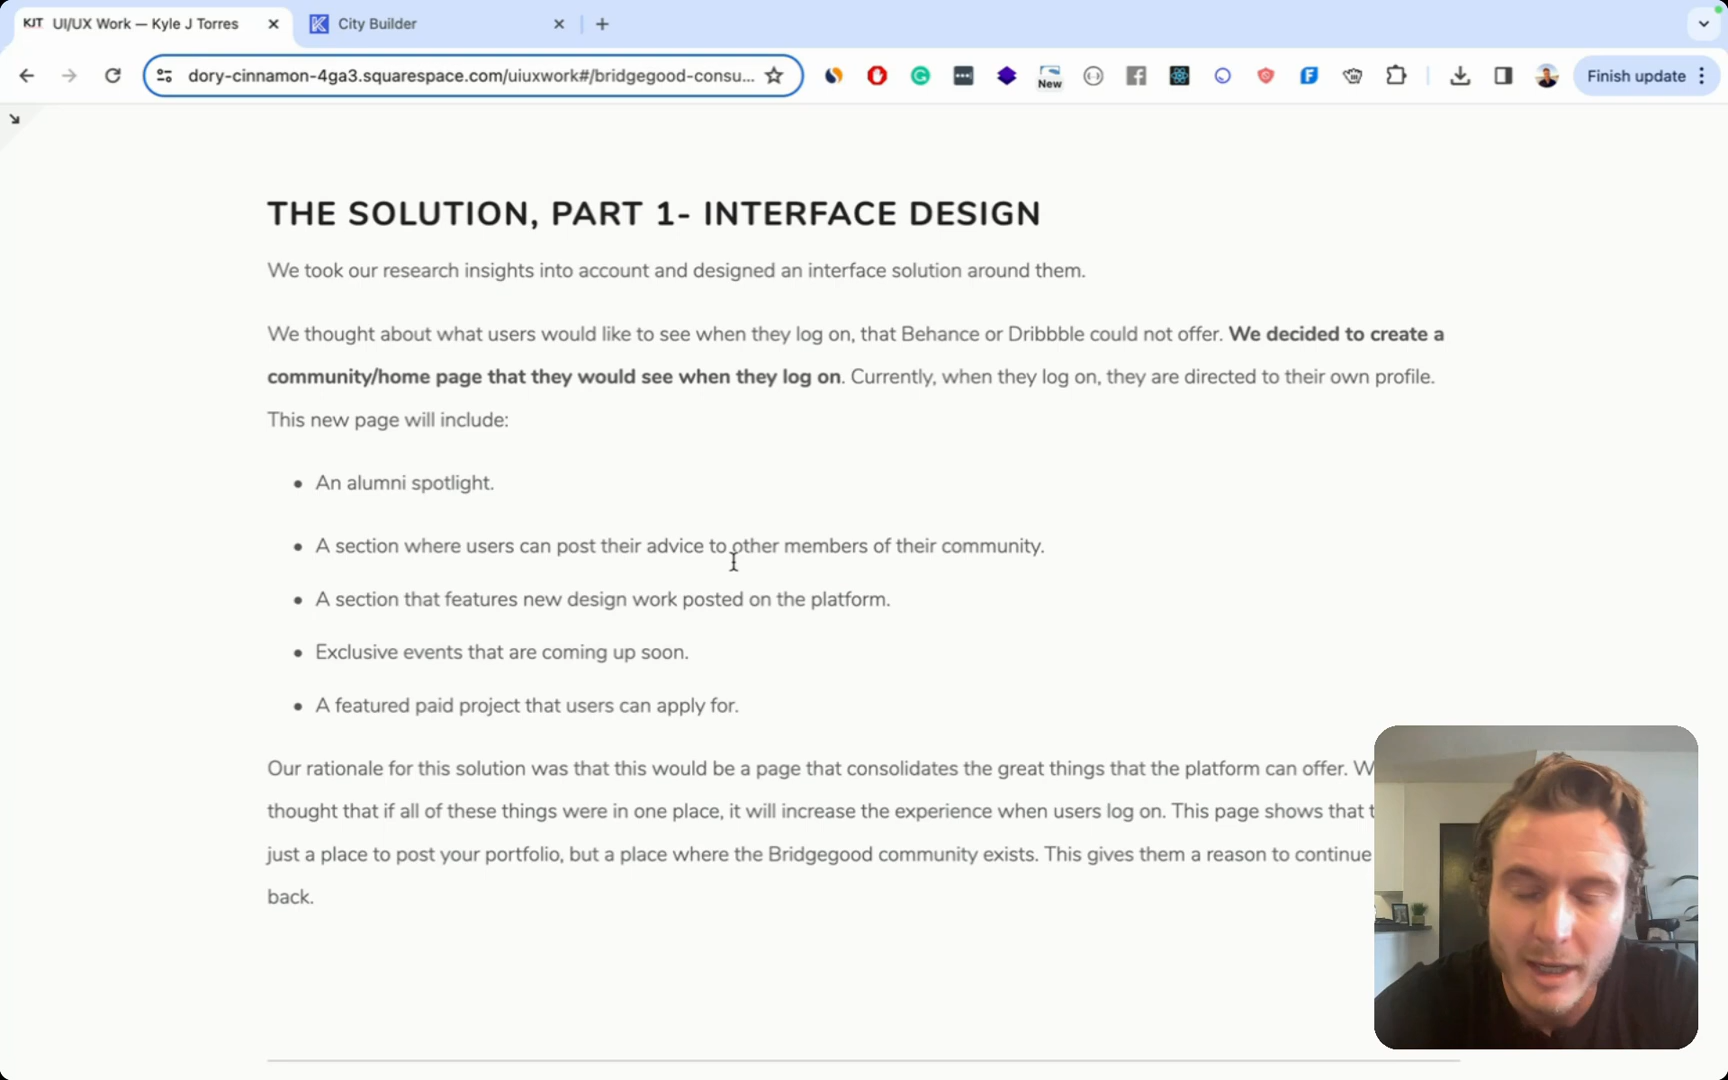 KJT UI/UX Work — Kyle J Torres
City Builder
dory-cinnamon-4ga3.squarespace.com/uiuxwork#/bridgegood-consu...
New
Finish update
THE SOLUTION, PART 1- INTERFACE DESIGN
We took our research insights into account and designed an interface solution around them.
We thought about what users would like to see when they log on, that Behance or Dribbble could not offer. We decided to create a
community/home page that they would see when they log on. Currently, when they log on, they are directed to their own profile.
This new page will include:
• An alumni spotlight.
• A section where users can post their advice to other members of their community.
• A section that features new design work posted on the platform.
• Exclusive events that are coming up soon.
• A featured paid project that users can apply for.
Our rationale for this solution was that this would be a page that consolidates the great things that the platform can offer. W
thought that if all of these things were in one place, it will increase the experience when users log on. This page shows that t
just a place to post your portfolio, but a place where the Bridgegood community exists. This gives them a reason to continue
back.